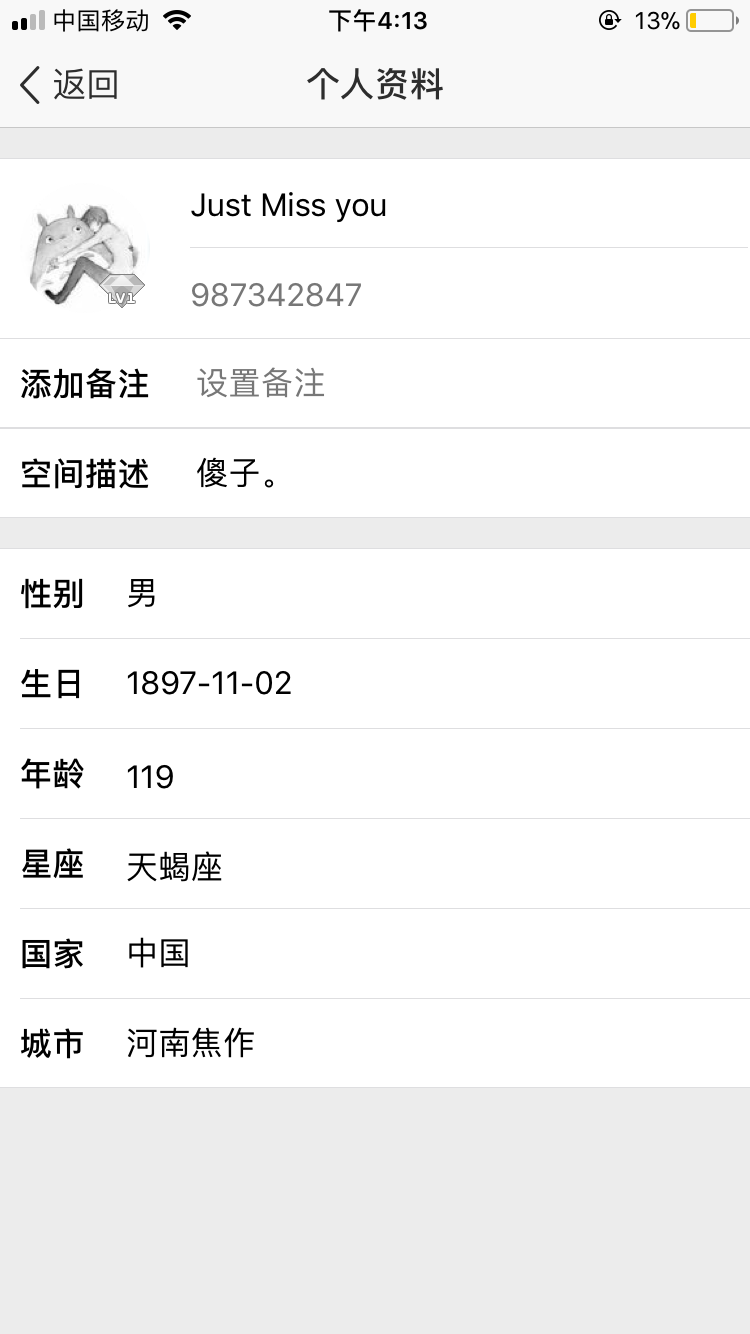 中国移动 下午4:13 13%
返回 个人资料
Just Miss you
987342847
LV1
添加备注 设置备注
空间描述 傻子。
性别 男
生日 1897-11-02
年龄 119
星座 天蝎座
国家 中国
城市 河南焦作